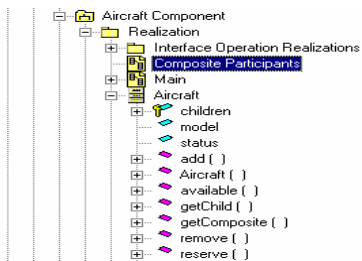 Aircraft Component
Realization
Interface Operation Realizations
Composite Participants
Main
Aircraft
children
model
status
add ( )
Aircraft ( )
available ( )
getChild ( )
getComposite ( )
remove ( )
reserve ( )